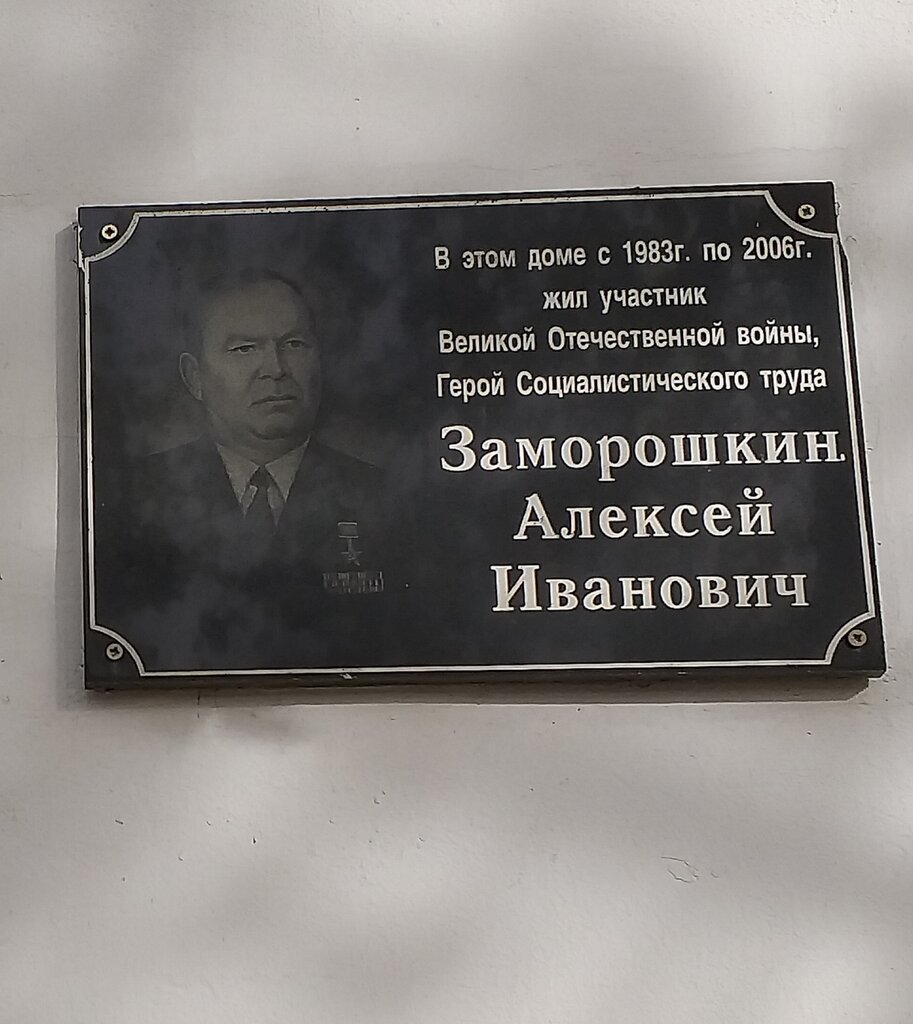 В этом доме с 1983г. по 2006г.
жил участник
Великой Отечественной войны,
Герой Социалистического труда
Заморошкин
Алексей
Иванович